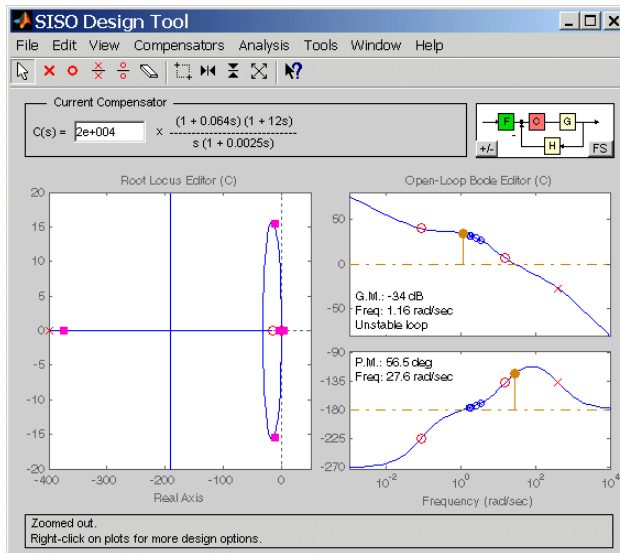 SISO Design Tool
File Edit View Compensators Analysis Tools Window Help
Current Compensator
C(s) = 2e+004 x (1 + 0.064s) (1 + 12s)
s (1 + 0.0025s)
F C G
H
+/- FS
Root Locus Editor (C)
20
15
10
5
0
-5
-10
-15
-20
-400 -300 -200 -100 0
Real Axis
Open-Loop Bode Editor (C)
50
0
-50
G.M.: -34 dB
Freq: 1.16 rad/sec
Unstable loop
-90
-135
-180
-225
-270
P.M.: 56.5 deg
Freq: 27.6 rad/sec
10^-2 10^0 10^2 10^4
Frequency (rad/sec)
Zoomed out.
Right-click on plots for more design options.